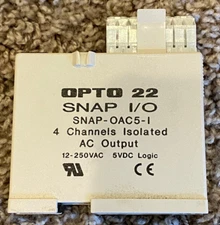 OPTO 22
SNAP I/O
SNAP-OAC5-I
4 Channels Isolated
AC Output
12-250VAC 5VDC Logic
CE